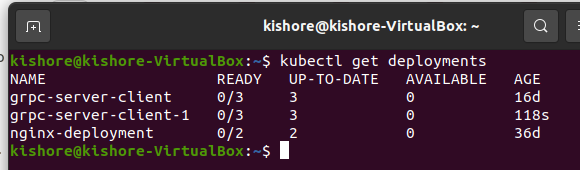 kishore@kishore-VirtualBox: ~
kishore@kishore-VirtualBox:~$ kubectl get deployments
NAME READY UP-TO-DATE AVAILABLE AGE
grpc-server-client 0/3 3 0 16d
grpc-server-client-1 0/3 3 0 118s
nginx-deployment 0/2 2 0 36d
kishore@kishore-VirtualBox:~$